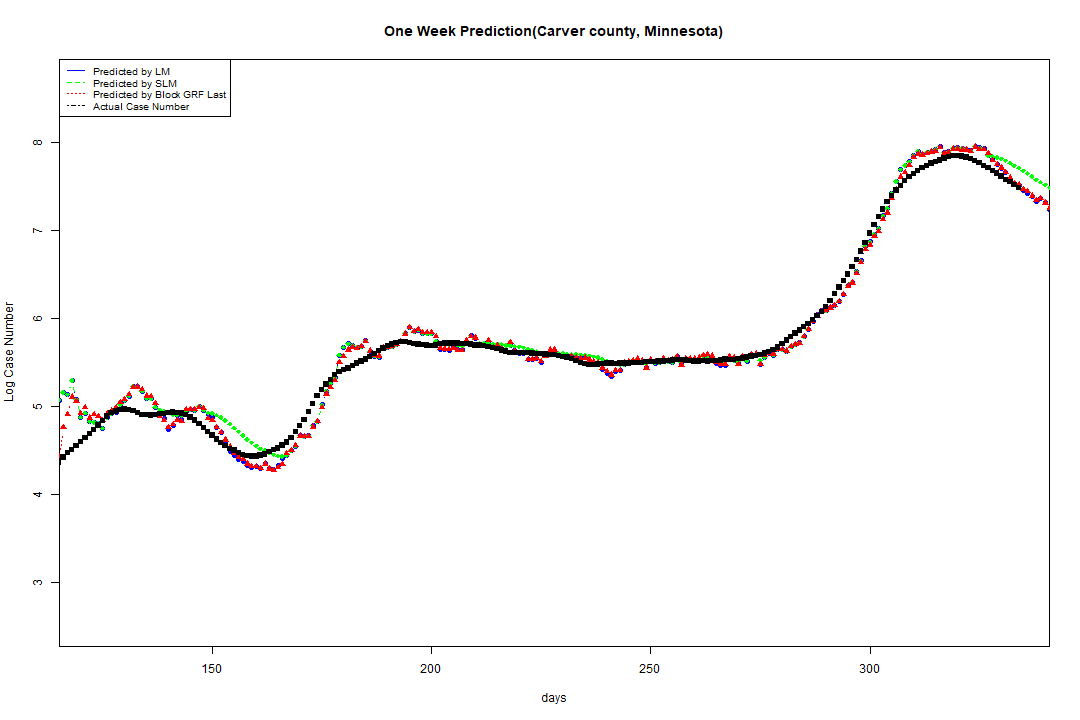 One Week Prediction(Carver county, Minnesota)
Predicted by LM
Predicted by SLM
Predicted by Block GRF Last
Actual Case Number
8
7
6
5
4
3
Log Case Number
150 200 250 300
days